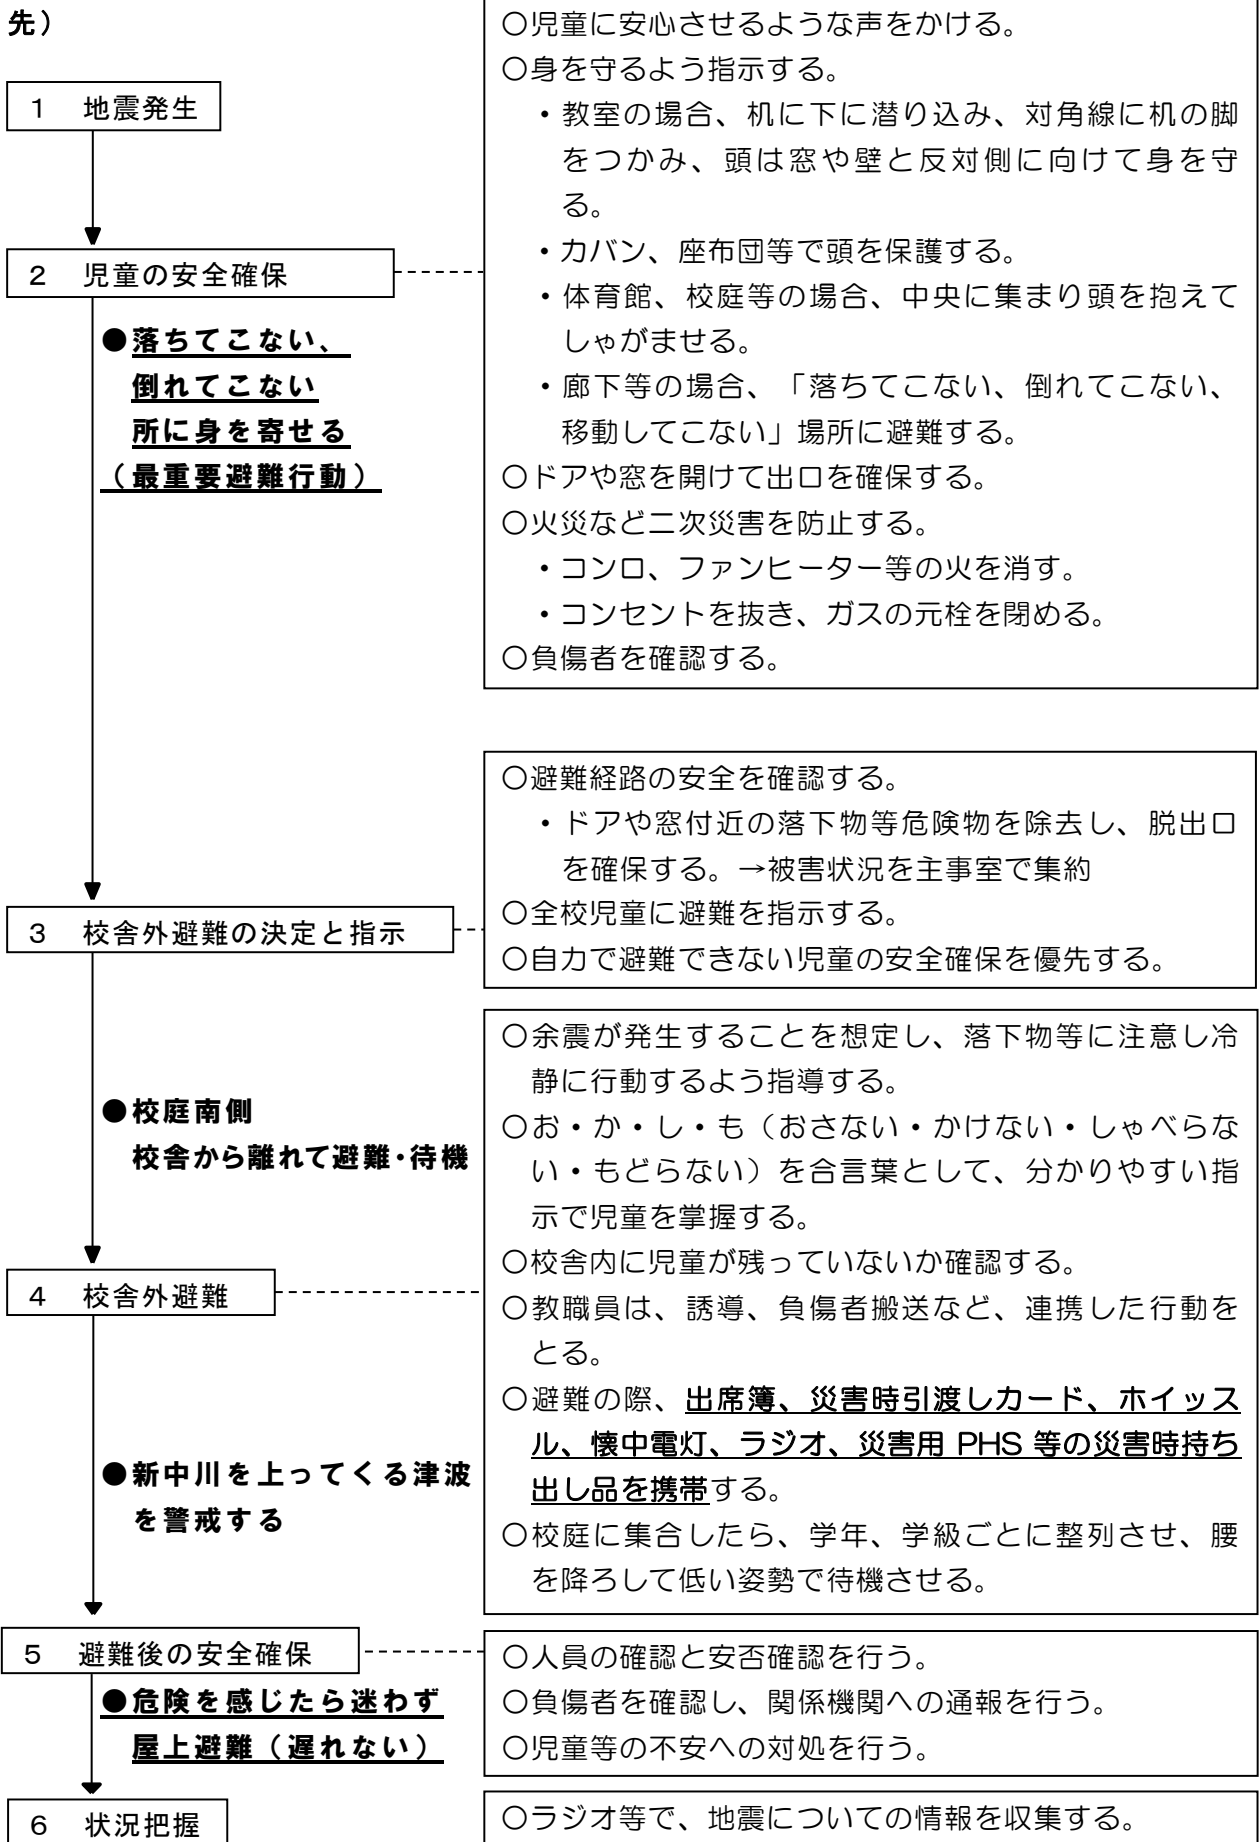 先）
１　地震発生
２　児童の安全確保
●落ちてこない、
倒れてこない
所に身を寄せる
（最重要避難行動）
○児童に安心させるような声をかける。
○身を守るよう指示する。
・教室の場合、机に下に潜り込み、対角線に机の脚
をつかみ、頭は窓や壁と反対側に向けて身を守
る。
・カバン、座布団等で頭を保護する。
・体育館、校庭等の場合、中央に集まり頭を抱えて
しゃがませる。
・廊下等の場合、「落ちてこない、倒れてこない、
移動してこない」場所に避難する。
○ドアや窓を開けて出口を確保する。
○火災など二次災害を防止する。
・コンロ、ファンヒーター等の火を消す。
・コンセントを抜き、ガスの元栓を閉める。
○負傷者を確認する。
３　校舎外避難の決定と指示
○避難経路の安全を確認する。
・ドアや窓付近の落下物等危険物を除去し、脱出口
を確保する。→被害状況を主事室で集約
○全校児童に避難を指示する。
○自力で避難できない児童の安全確保を優先する。
●校庭南側
校舎から離れて避難・待機
４　校舎外避難
○余震が発生することを想定し、落下物等に注意し冷
静に行動するよう指導する。
○お・か・し・も（おさない・かけない・しゃべらな
い・もどらない）を合言葉として、分かりやすい指
示で児童を掌握する。
○校舎内に児童が残っていないか確認する。
○教職員は、誘導、負傷者搬送など、連携した行動を
とる。
○避難の際、出席簿、災害時引渡しカード、ホイッス
ル、懐中電灯、ラジオ、災害用 PHS 等の災害時持ち
出し品を携帯する。
○校庭に集合したら、学年、学級ごとに整列させ、腰
を降ろして低い姿勢で待機させる。
●新中川を上ってくる津波
を警戒する
５　避難後の安全確保
●危険を感じたら迷わず
屋上避難（遅れない）
○人員の確認と安否確認を行う。
○負傷者を確認し、関係機関への通報を行う。
○児童等の不安への対処を行う。
６　状況把握
○ラジオ等で、地震についての情報を収集する。